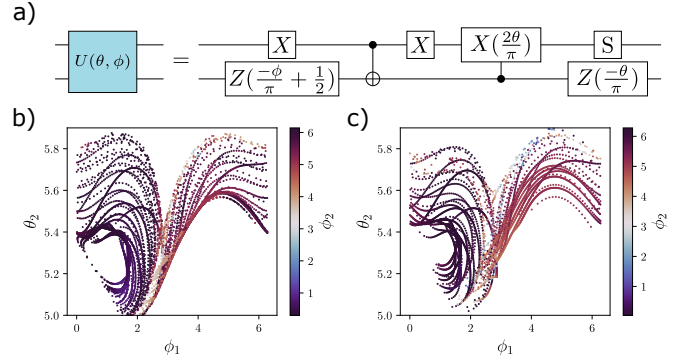 a)
U(θ, ϕ) = X X X(2θ/π) S
Z(−ϕ/π + 1/2) Z(−θ/π)
b) c)
5.8 6 5.8 6
5.6 5 5.6 5
4 4
θ₂ 5.4 3 ϕ₂ θ₂ 5.4 3 ϕ₂
5.2 2 5.2 2
1 1
5.0 5.0 0
0 2 4 6 0 2 4 6
ϕ₁ ϕ₁